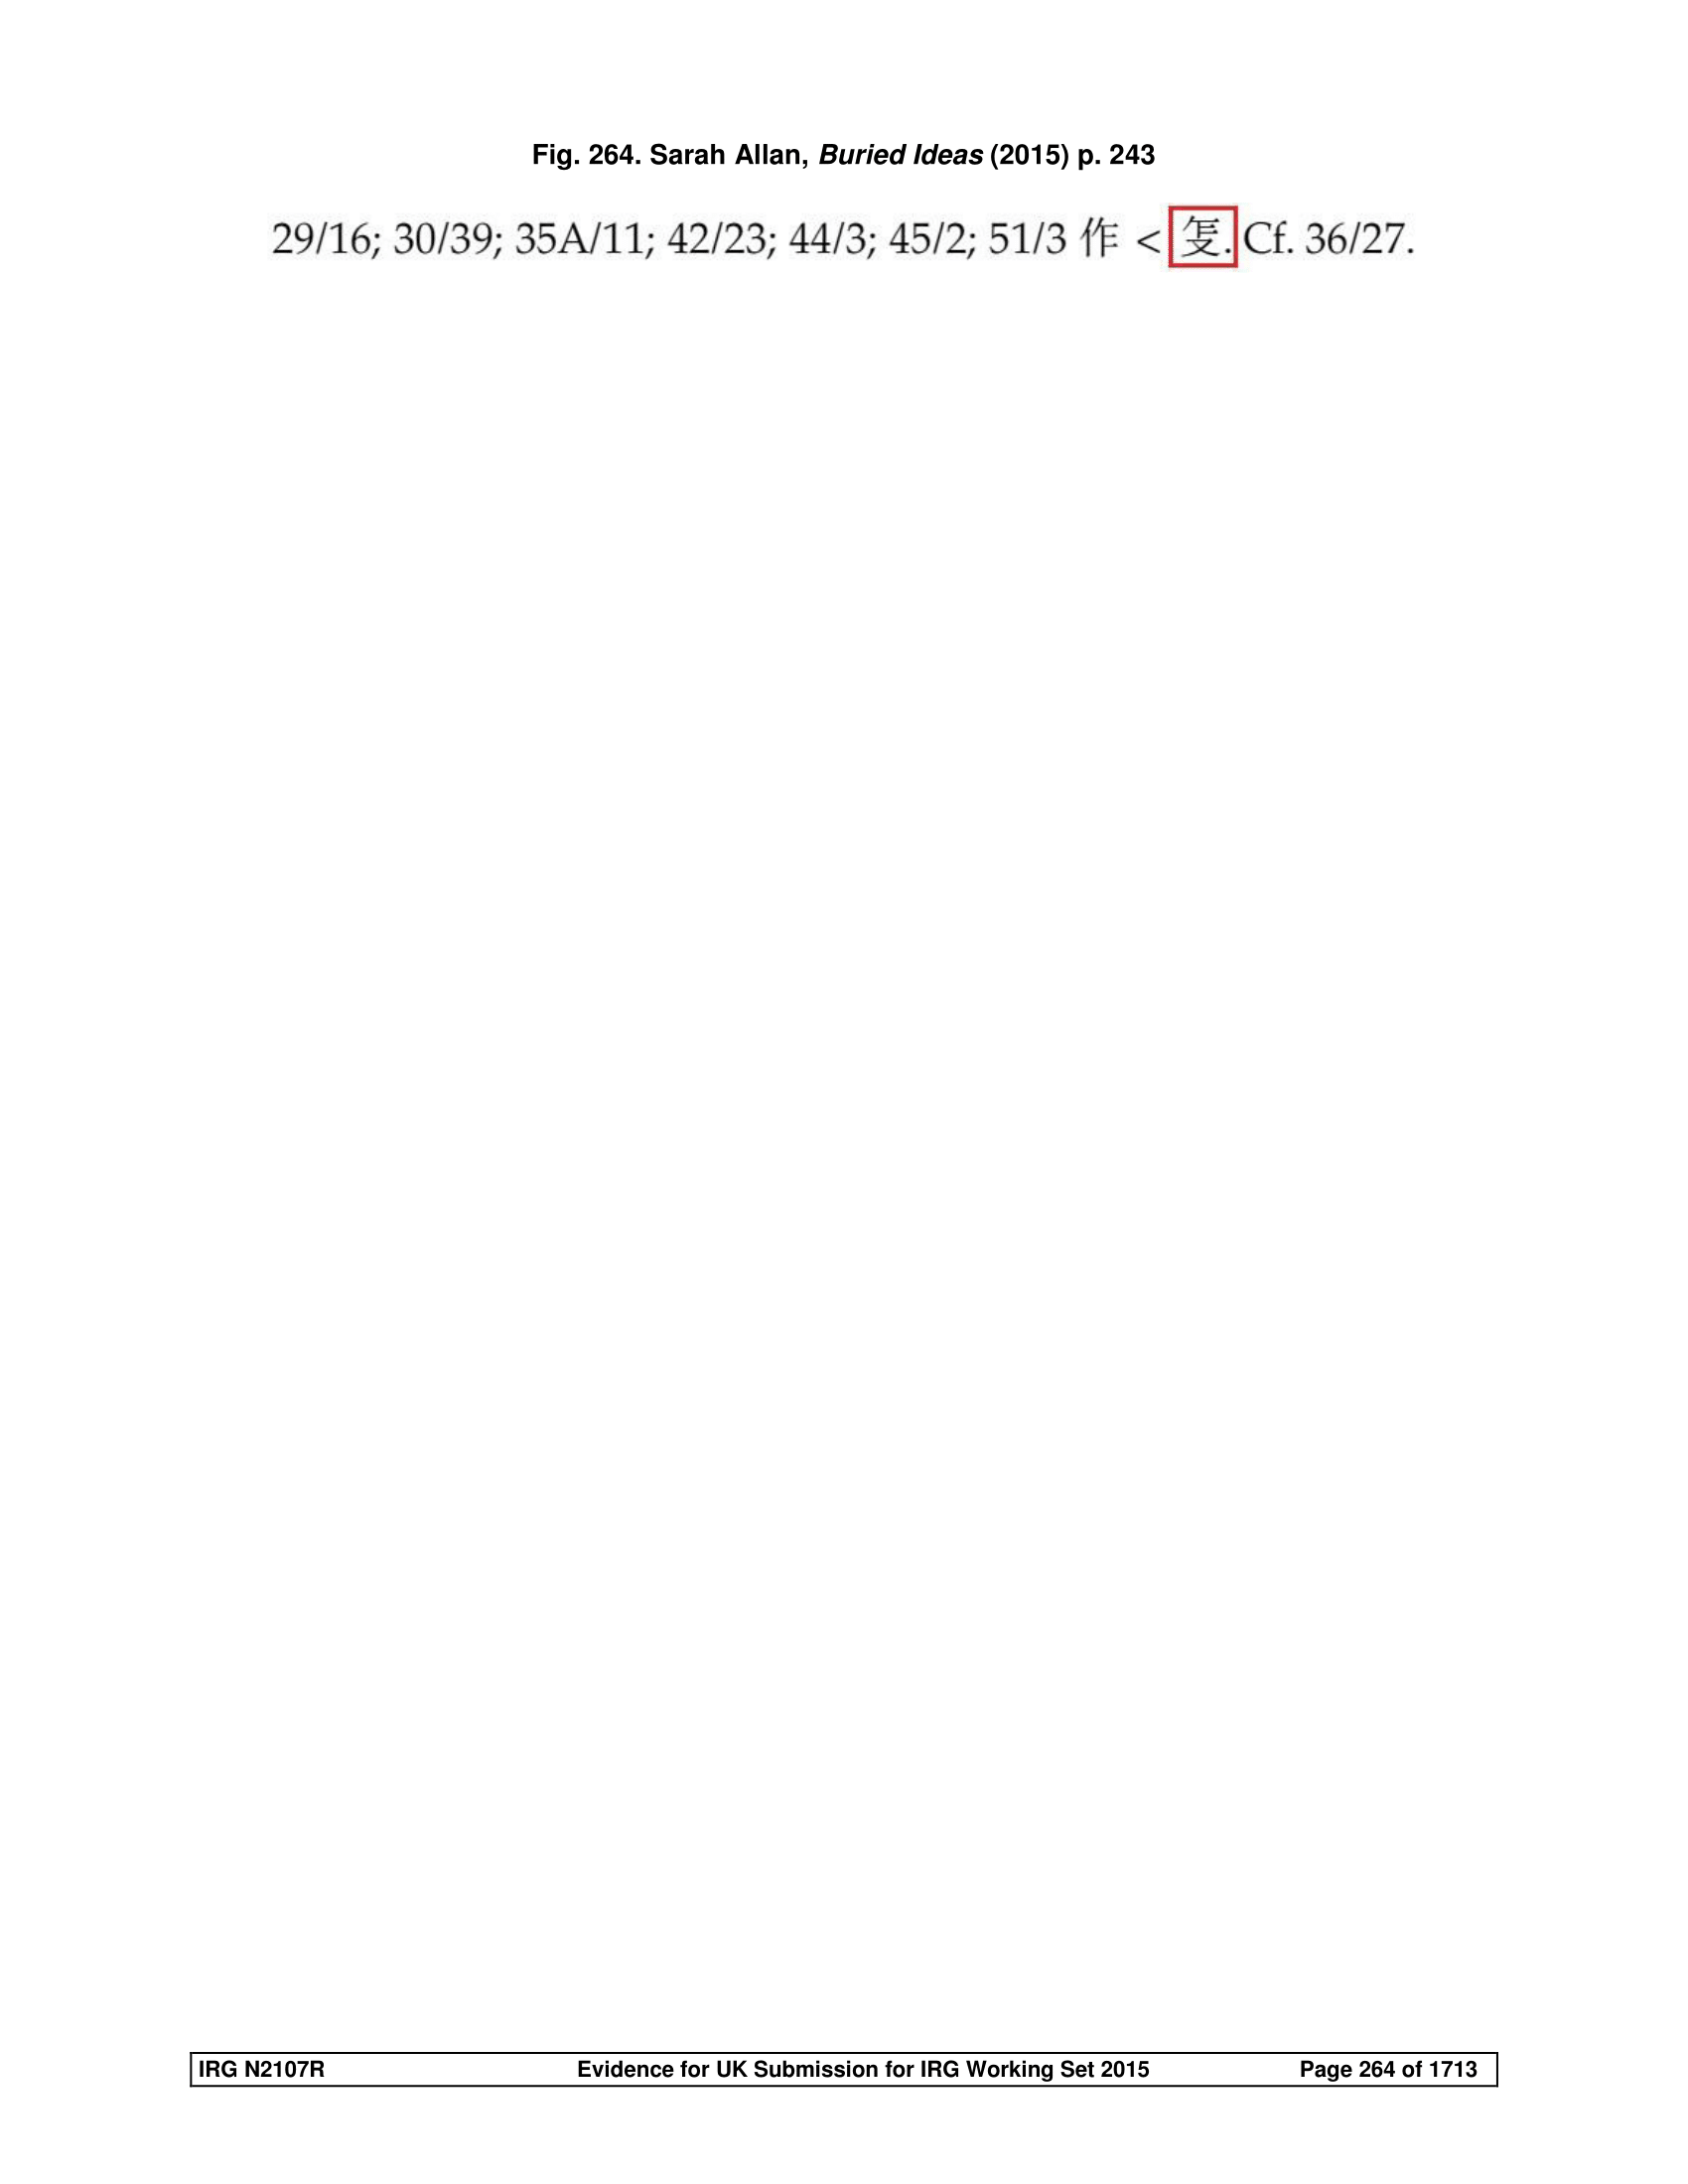 Fig. 264. Sarah Allan, Buried Ideas (2015) p. 243
29/16; 30/39; 35A/11; 42/23; 44/3; 45/2; 51/3 作 < . Cf. 36/27.
IRG N2107R Evidence for UK Submission for IRG Working Set 2015 Page 264 of 1713